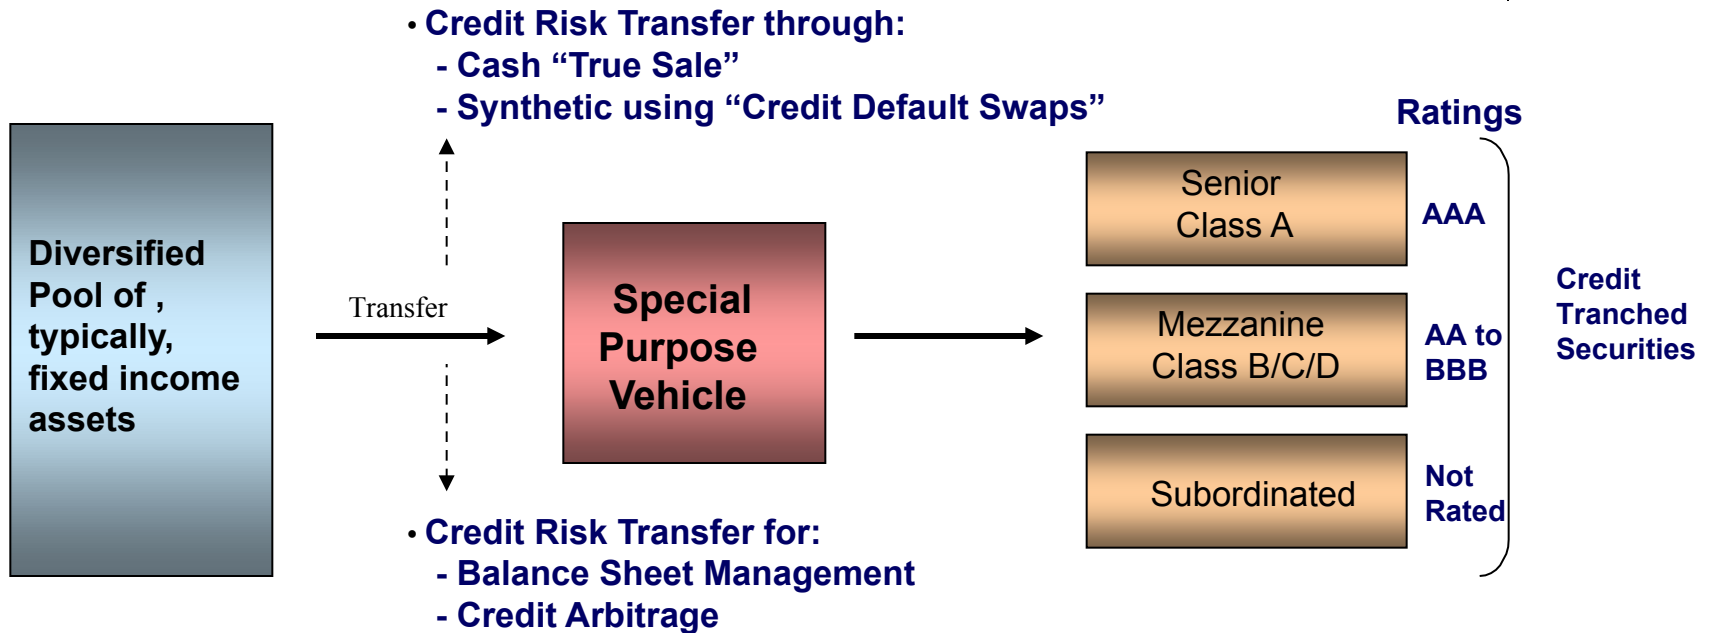 • Credit Risk Transfer through:
- Cash “True Sale”
- Synthetic using “Credit Default Swaps”
Diversified
Pool of ,
typically,
fixed income
assets
Transfer
Special
Purpose
Vehicle
• Credit Risk Transfer for:
- Balance Sheet Management
- Credit Arbitrage
Ratings
Senior
Class A
AAA
Mezzanine
Class B/C/D
AA to
BBB
Subordinated
Not
Rated
Credit
Tranched
Securities